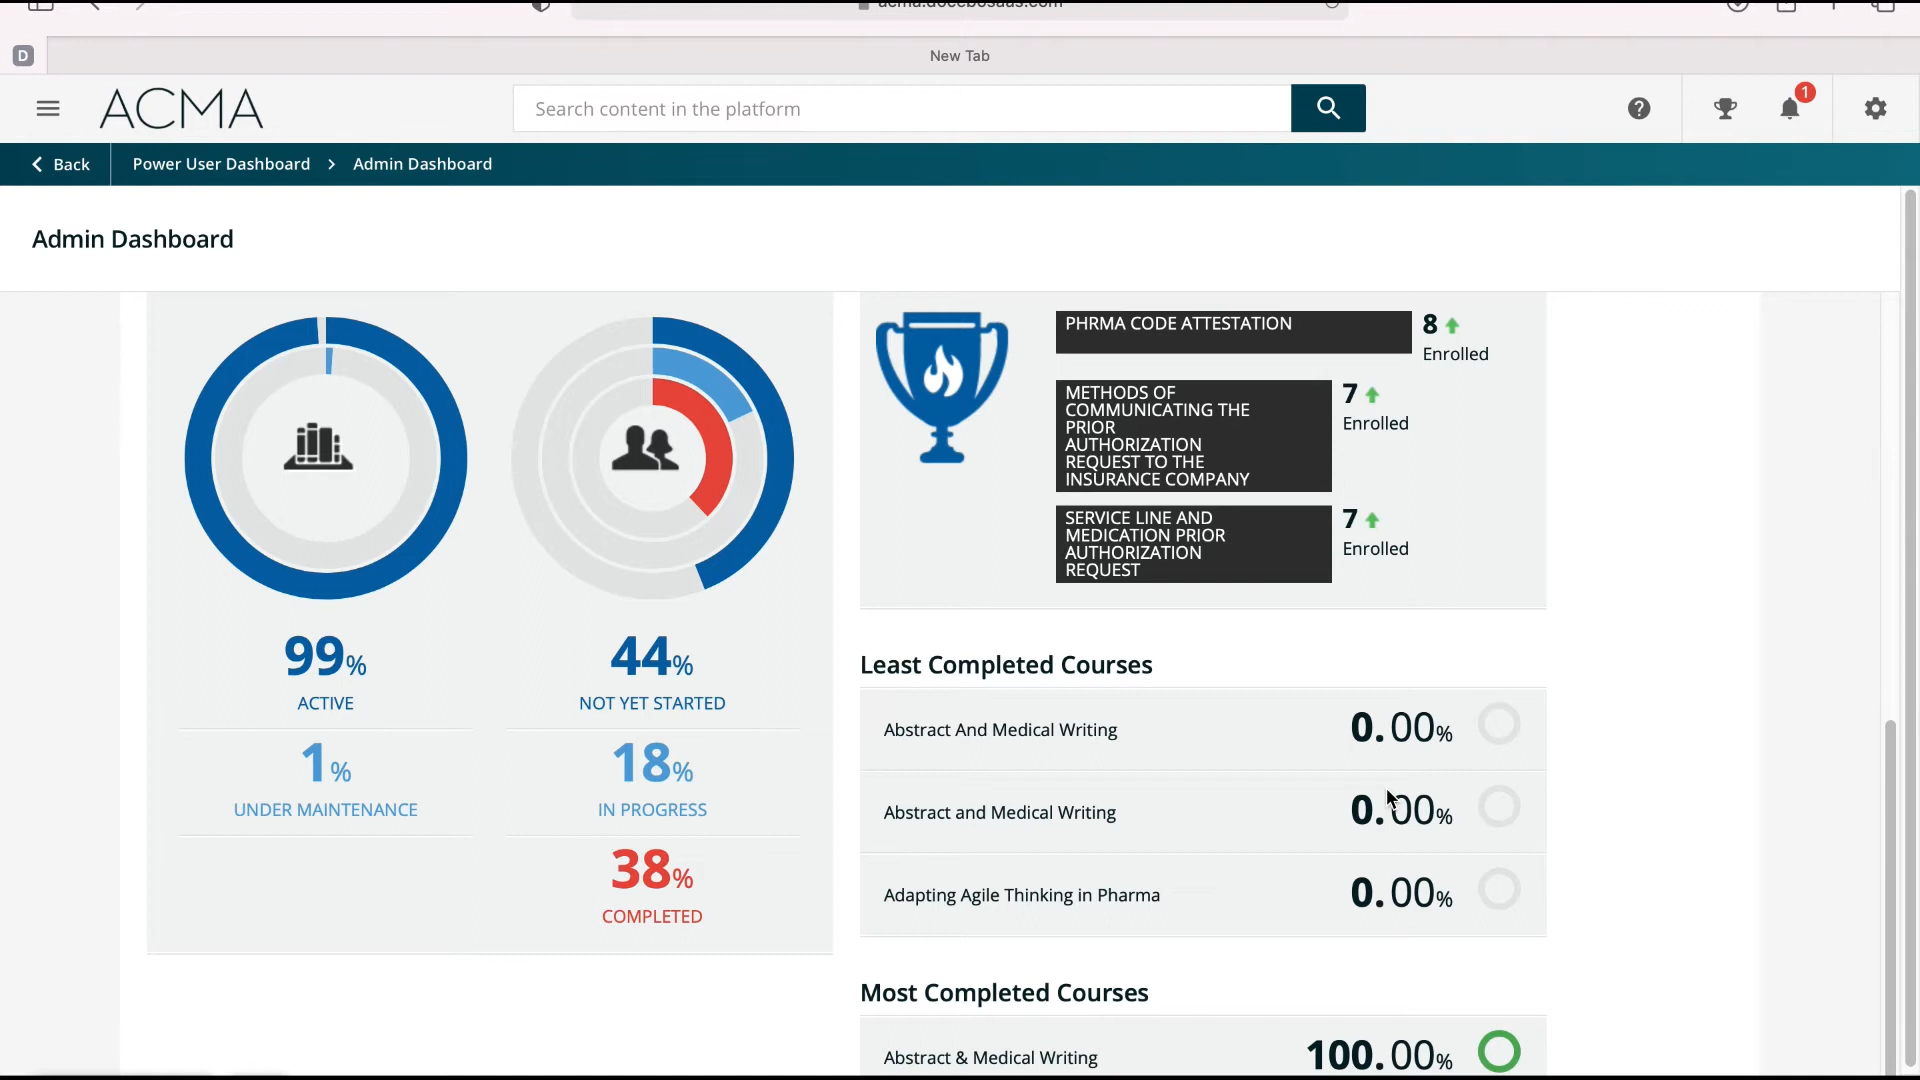 acma.docebosaas.com
D
New Tab
ACMA
Search content in the platform
1
Back
Power User Dashboard > Admin Dashboard
Admin Dashboard
99%
ACTIVE
1%
UNDER MAINTENANCE
44%
NOT YET STARTED
18%
IN PROGRESS
38%
COMPLETED
PHRMA CODE ATTESTATION
8
Enrolled
METHODS OF
COMMUNICATING THE
PRIOR
AUTHORIZATION
REQUEST TO THE
INSURANCE COMPANY
7
Enrolled
SERVICE LINE AND
MEDICATION PRIOR
AUTHORIZATION
REQUEST
7
Enrolled
Least Completed Courses
Abstract And Medical Writing 0.00%
Abstract and Medical Writing 0.00%
Adapting Agile Thinking in Pharma 0.00%
Most Completed Courses
Abstract & Medical Writing 100.00%